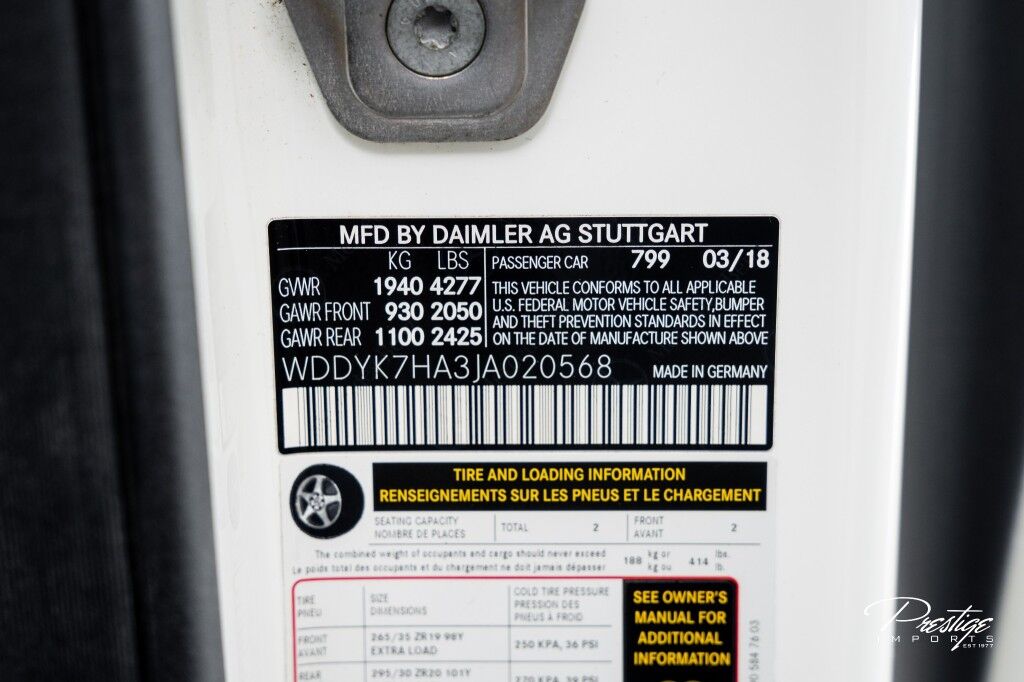 MFD BY DAIMLER AG STUTTGART
KG LBS
GVWR 1940 4277
GAWR FRONT 930 2050
GAWR REAR 1100 2425
PASSENGER CAR 799 03/18
THIS VEHICLE CONFORMS TO ALL APPLICABLE
U.S. FEDERAL MOTOR VEHICLE SAFETY,BUMPER
AND THEFT PREVENTION STANDARDS IN EFFECT
ON THE DATE OF MANUFACTURE SHOWN ABOVE
WDDYK7HA3JA020568 MADE IN GERMANY
TIRE AND LOADING INFORMATION
RENSEIGNEMENTS SUR LES PNEUS ET LE CHARGEMENT
SEATING CAPACITY
NOMBRE DE PLACES
TOTAL 2
FRONT
AVANT
2
The combined weight of occupants and cargo should never exceed
Le poids total des occupants et du chargement ne doit jamais dépasser
188 kg or
kg ou
414 lbs.
lb.
TIRE
PNEU
SIZE
DIMENSIONS
COLD TIRE PRESSURE
PRESSION DES
PNEUS À FROID
FRONT
AVANT
265/35 ZR19 98Y
EXTRA LOAD
250 KPA, 36 PSI
REAR
295/30 ZR20 101Y
270 KPA, 39 PSI
SEE OWNER'S
MANUAL FOR
ADDITIONAL
INFORMATION
584 76 03
Prestige
IMPORTS
EST 1977